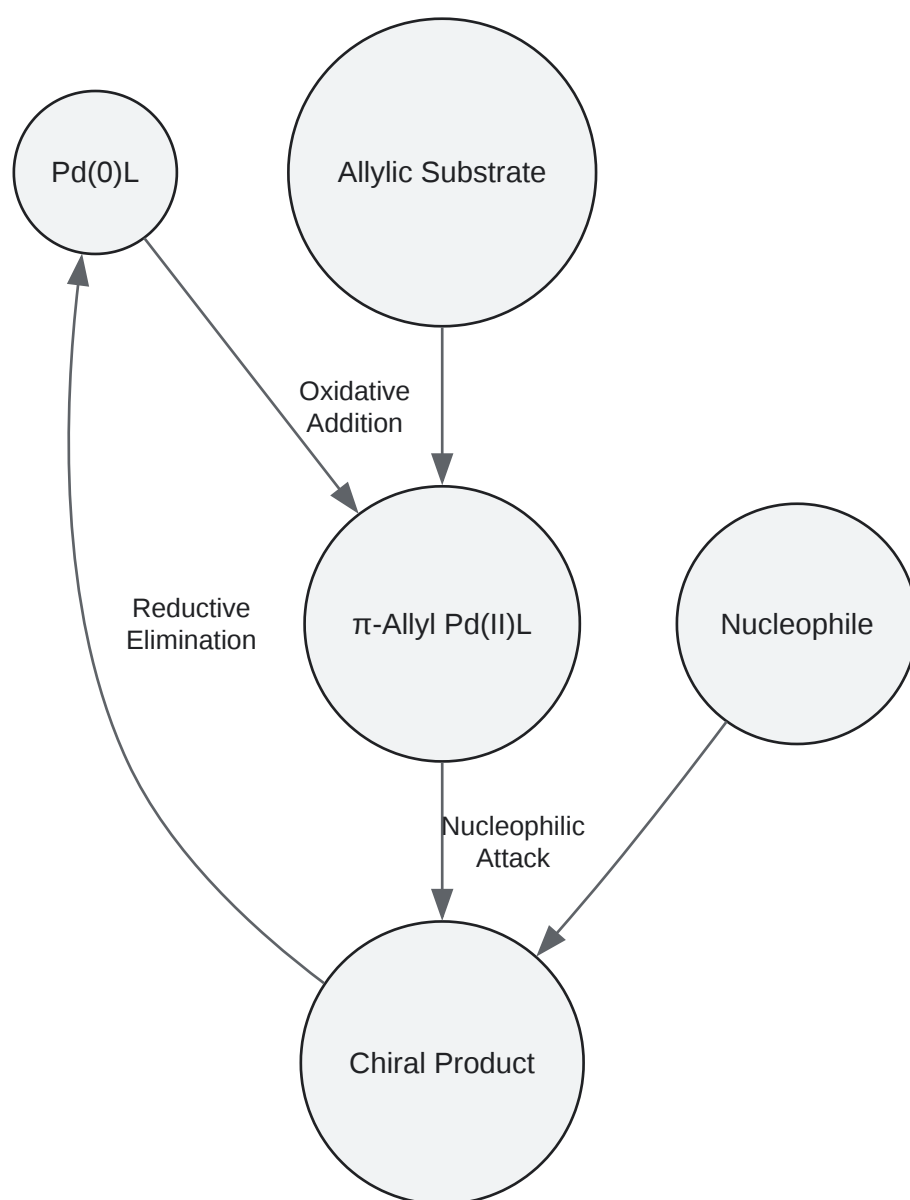 Pd(0)L
Allylic Substrate
Oxidative
Addition
Reductive
Elimination
π-Allyl Pd(II)L
Nucleophile
Nucleophilic
Attack
Chiral Product